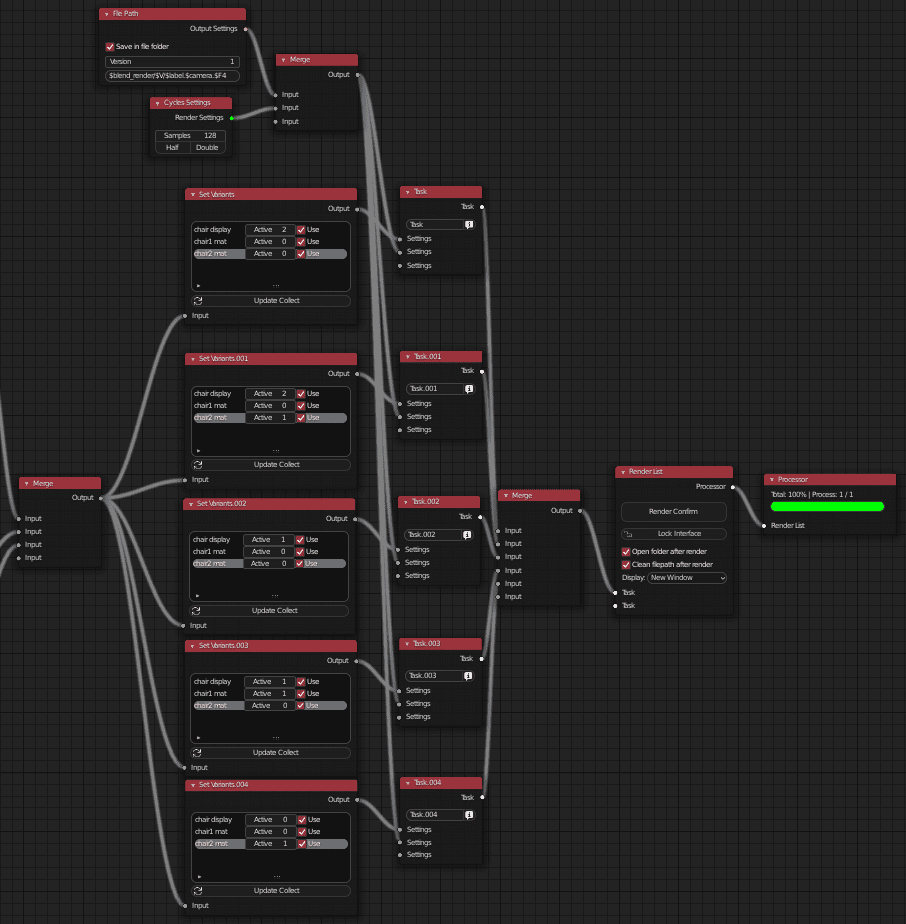 File Path
Output Settings
Save in file folder
Version 1
$blend_render/$V/$label.$camera.$F4
Merge
Output
Input
Input
Input
Cycles Settings
Render Settings
Samples 128
Half Double
Set Variants
Output
chair display Active 2 Use
chair1 mat Active 0 Use
chair2 mat Active 0 Use
Update Collect
Input
Task
Task
Task
Settings
Settings
Settings
Set Variants.001
Output
chair display Active 2 Use
chair1 mat Active 0 Use
chair2 mat Active 1 Use
Update Collect
Input
Task.001
Task
Task.001
Settings
Settings
Settings
Merge
Output
Input
Input
Input
Input
Set Variants.002
Output
chair display Active 1 Use
chair1 mat Active 0 Use
chair2 mat Active 0 Use
Update Collect
Input
Task.002
Task
Task.002
Settings
Settings
Settings
Merge
Output
Input
Input
Input
Input
Input
Input
Render List
Processor
Render Confirm
Lock Interface
Open folder after render
Clean filepath after render
Display: New Window
Task
Task
Processor
Total: 100% | Process: 1 / 1
Render List
Set Variants.003
Output
chair display Active 1 Use
chair1 mat Active 1 Use
chair2 mat Active 0 Use
Update Collect
Input
Task.003
Task
Task.003
Settings
Settings
Settings
Set Variants.004
Output
chair display Active 0 Use
chair1 mat Active 0 Use
chair2 mat Active 1 Use
Update Collect
Input
Task.004
Task
Task.004
Settings
Settings
Settings